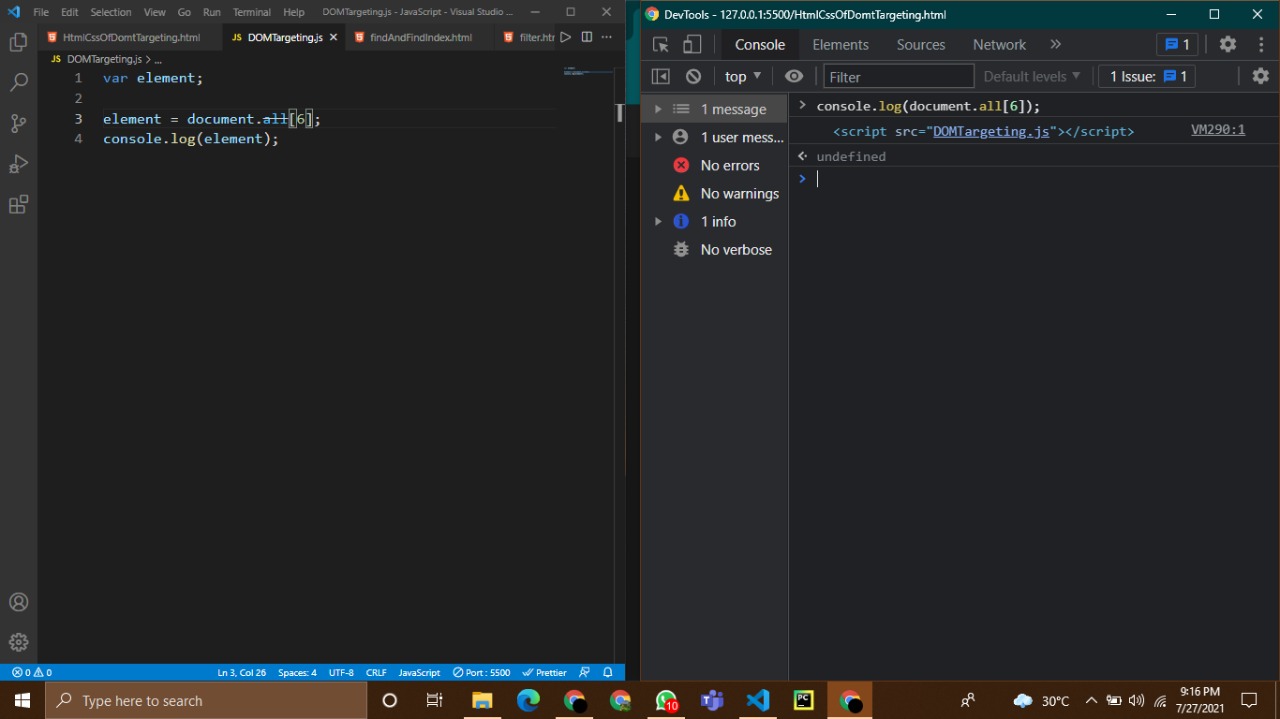 File Edit Selection View Go Run Terminal Help DOMTargeting.js - JavaScript - Visual Studio ...
HtmlCssOfDomtTargeting.html JS DOMTargeting.js findAndFindIndex.html filter.htr ...
JS DOMTargeting.js > ...
1 var element;
2
3 element = document.all[6];
4 console.log(element);
0 0 Ln 3, Col 26 Spaces: 4 UTF-8 CRLF JavaScript Port : 5500 Prettier
DevTools - 127.0.0.1:5500/HtmlCssOfDomtTargeting.html
Console Elements Sources Network » 1
top Filter Default levels 1 Issue: 1
1 message
1 user mess...
No errors
No warnings
1 info
No verbose
> console.log(document.all[6]);
<script src="DOMTargeting.js"></script> VM290:1
undefined
>
Type here to search 10 PC 30°C 9:16 PM
7/27/2021